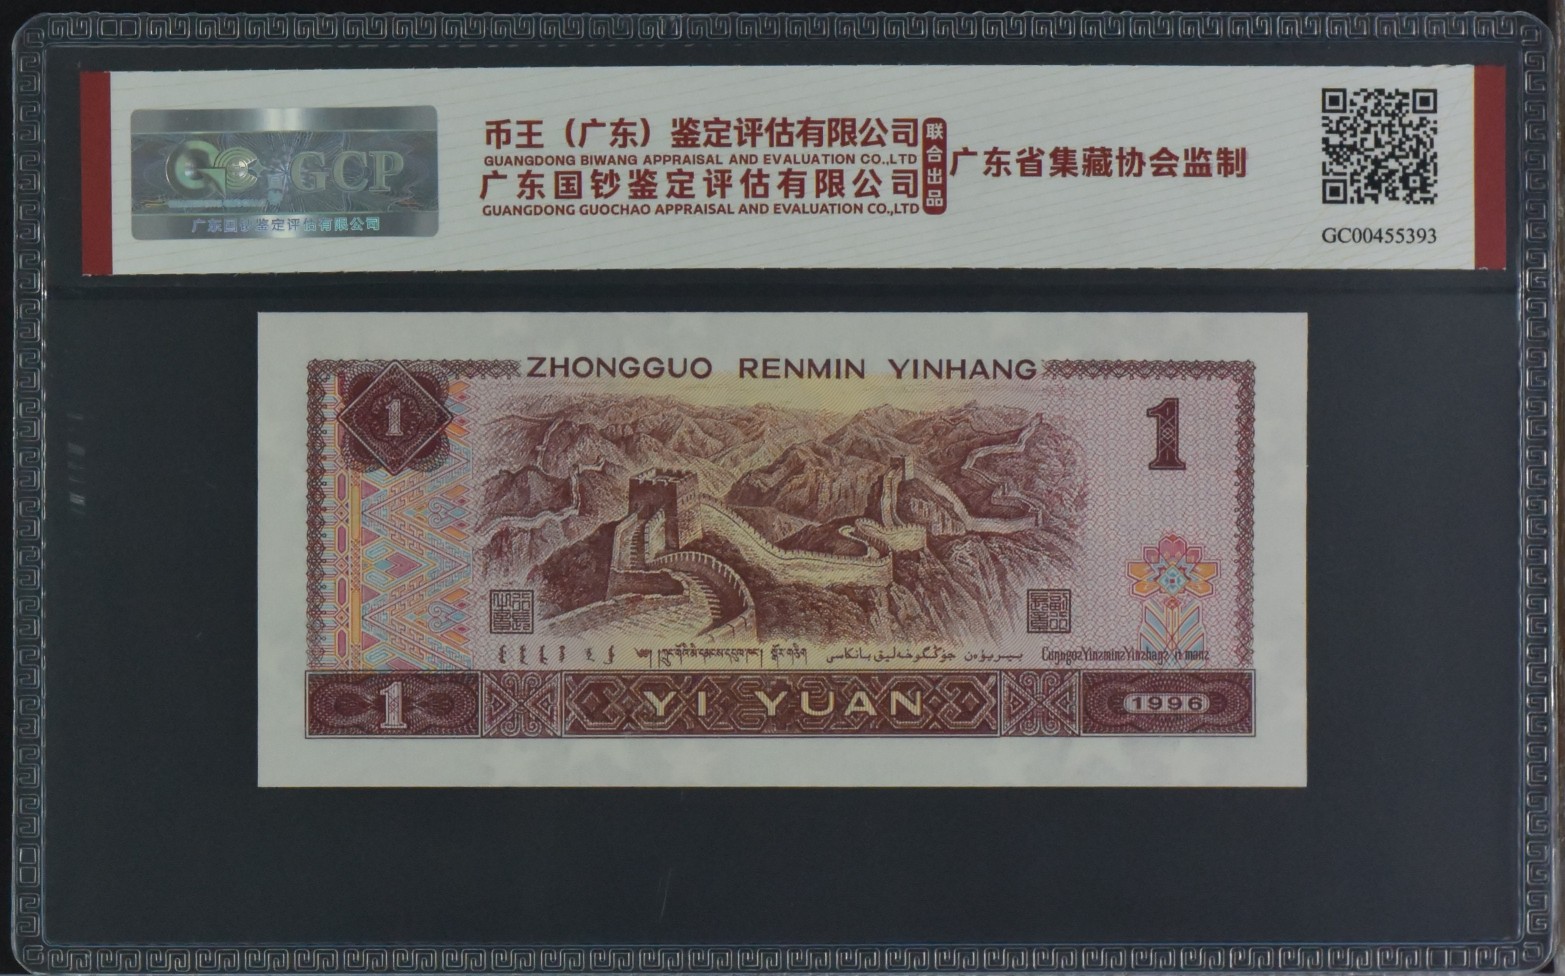 GC GCP
广东国钞鉴定评估有限公司
币王（广东）鉴定评估有限公司
GUANGDONG BIWANG APPRAISAL AND EVALUATION CO.,LTD
广东国钞鉴定评估有限公司
GUANGDONG GUOCHAO APPRAISAL AND EVALUATION CO.,LTD
联合出品
广东省集藏协会监制
GC00455393
ZHONGGUO RENMIN YINHANG
1
1
1
YI YUAN
1996